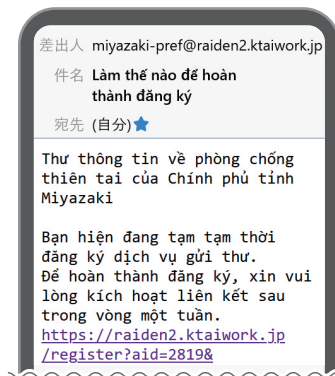 差出人 miyazaki-pref@raiden2.ktaiwork.jp
件名 Làm thế nào để hoàn
thành đăng ký
宛先 (自分)
Thư thông tin về phòng chống
thiên tai của Chính phủ tỉnh
Miyazaki
Bạn hiện đang tạm tạm thời
đăng ký dịch vụ gửi thư.
Để hoàn thành đăng ký, xin vui
lòng kích hoạt liên kết sau
trong vòng một tuần.
https://raiden2.ktaiwork.jp
/register?aid=2819&